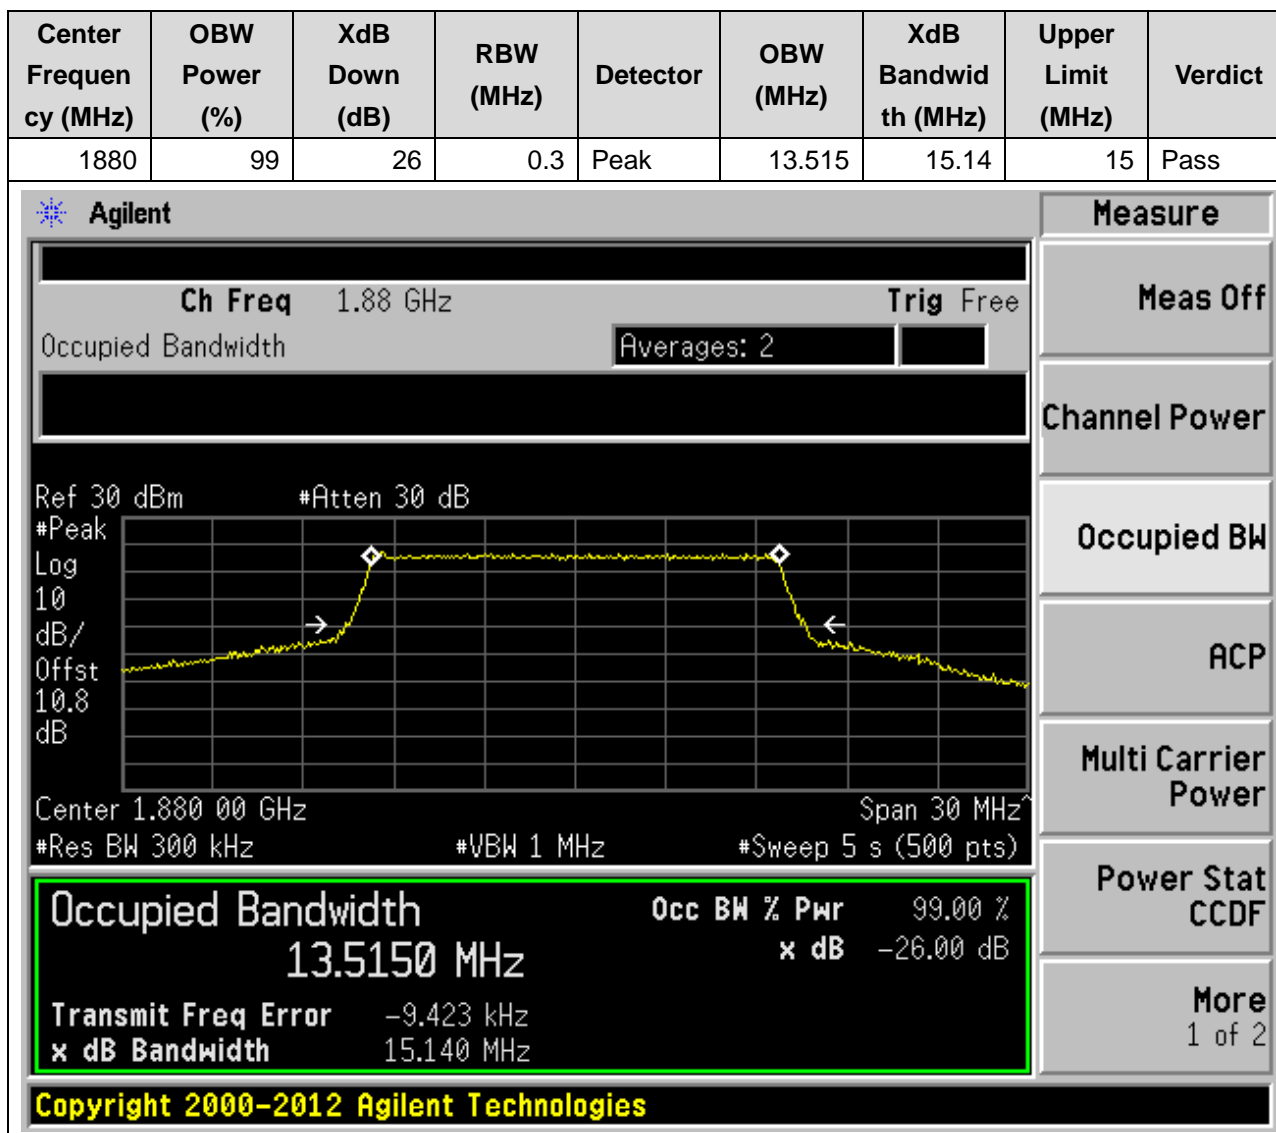 Center Frequen cy (MHz) OBW Power (%) XdB Down (dB) RBW (MHz) Detector OBW (MHz) XdB Bandwid th (MHz) Upper Limit (MHz) Verdict
1880 99 26 0.3 Peak 13.515 15.14 15 Pass
Agilent
Measure
Ch Freq 1.88 GHz Trig Free
Meas Off
Occupied Bandwidth Averages: 2
Channel Power
Ref 30 dBm #Atten 30 dB
#Peak
Log
10
dB/
Offst
10.8
dB
Occupied BW
ACP
Multi Carrier
Power
Center 1.880 00 GHz Span 30 MHz^
#Res BW 300 kHz #VBW 1 MHz #Sweep 5 s (500 pts)
Power Stat
CCDF
Occupied Bandwidth Occ BW % Pwr 99.00 %
13.5150 MHz x dB -26.00 dB
Transmit Freq Error -9.423 kHz
x dB Bandwidth 15.140 MHz
More
1 of 2
Copyright 2000-2012 Agilent Technologies